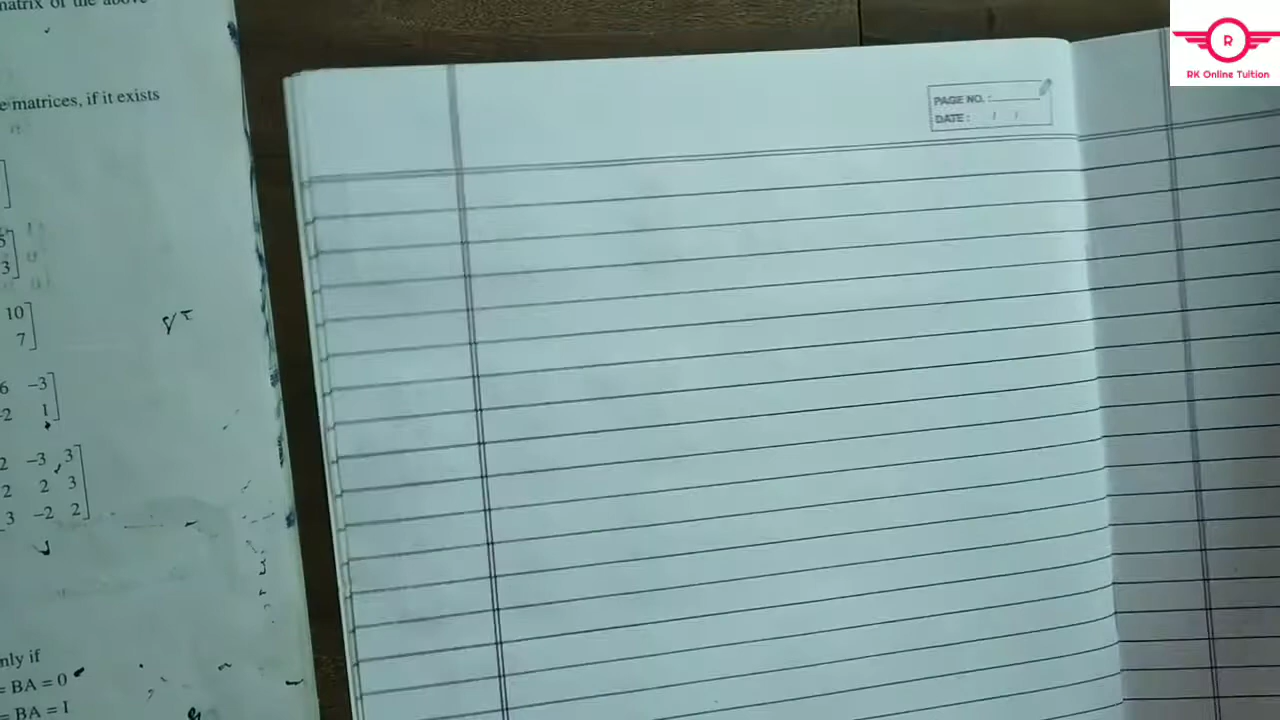 matrix of the above
e matrices, if it exists
3
10
7
6 -3
-2 1
2 -3 3
2 2 3
3 -2 2
nly if
= BA = 0
= BA = 1
PAGE NO. :
DATE : / /
R
RK Online Tuition